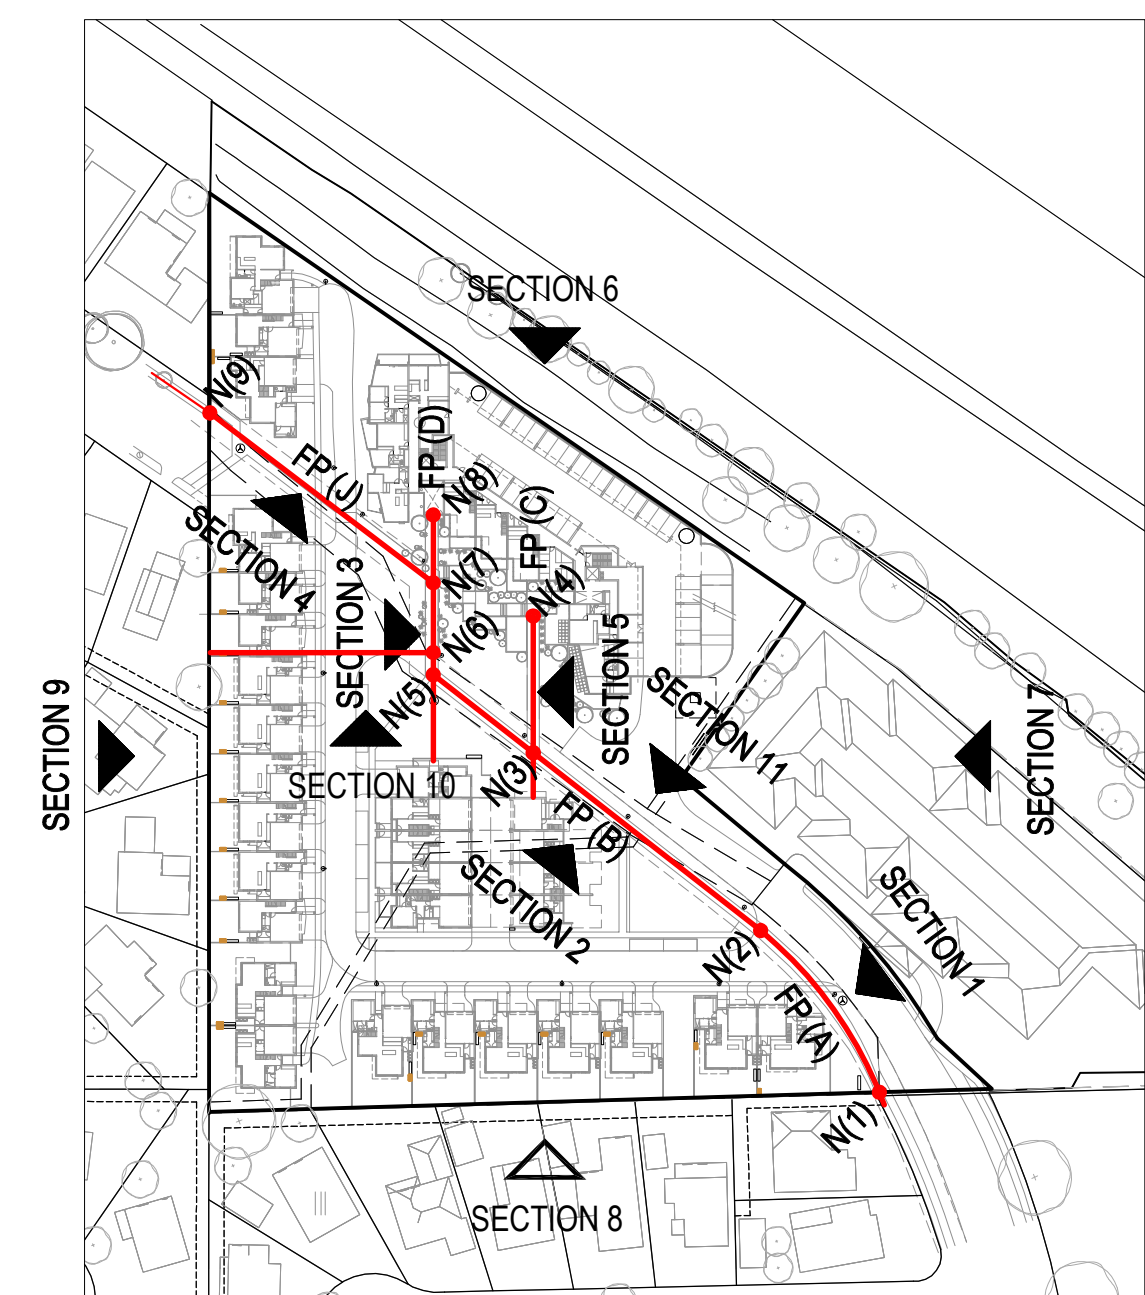 SECTION 6
N(9)
FP (D)
FP (J)
N(8)
FP (C)
SECTION 4
SECTION 3
N(7)
N(4)
N(6)
SECTION 5
N(5)
SECTION 11
SECTION 9
SECTION 7
SECTION 10
N(3)
FP (B)
SECTION 2
SECTION 1
N(2)
FP (A)
N(1)
SECTION 8